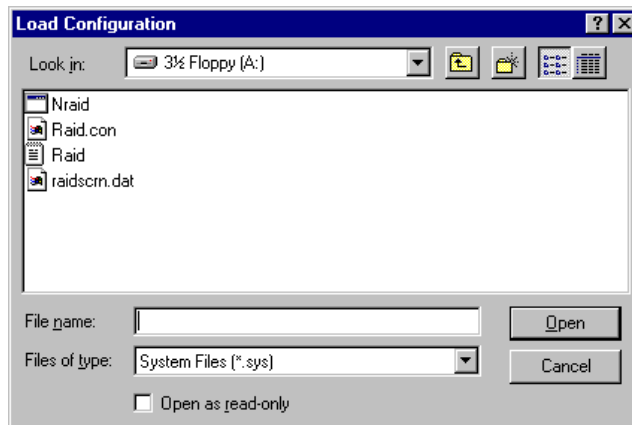 Load Configuration
Look in: 3½ Floppy (A:)
Nraid
Raid.con
Raid
raidscrn.dat
File name:
Open
Files of type: System Files (*.sys)
Cancel
Open as read-only